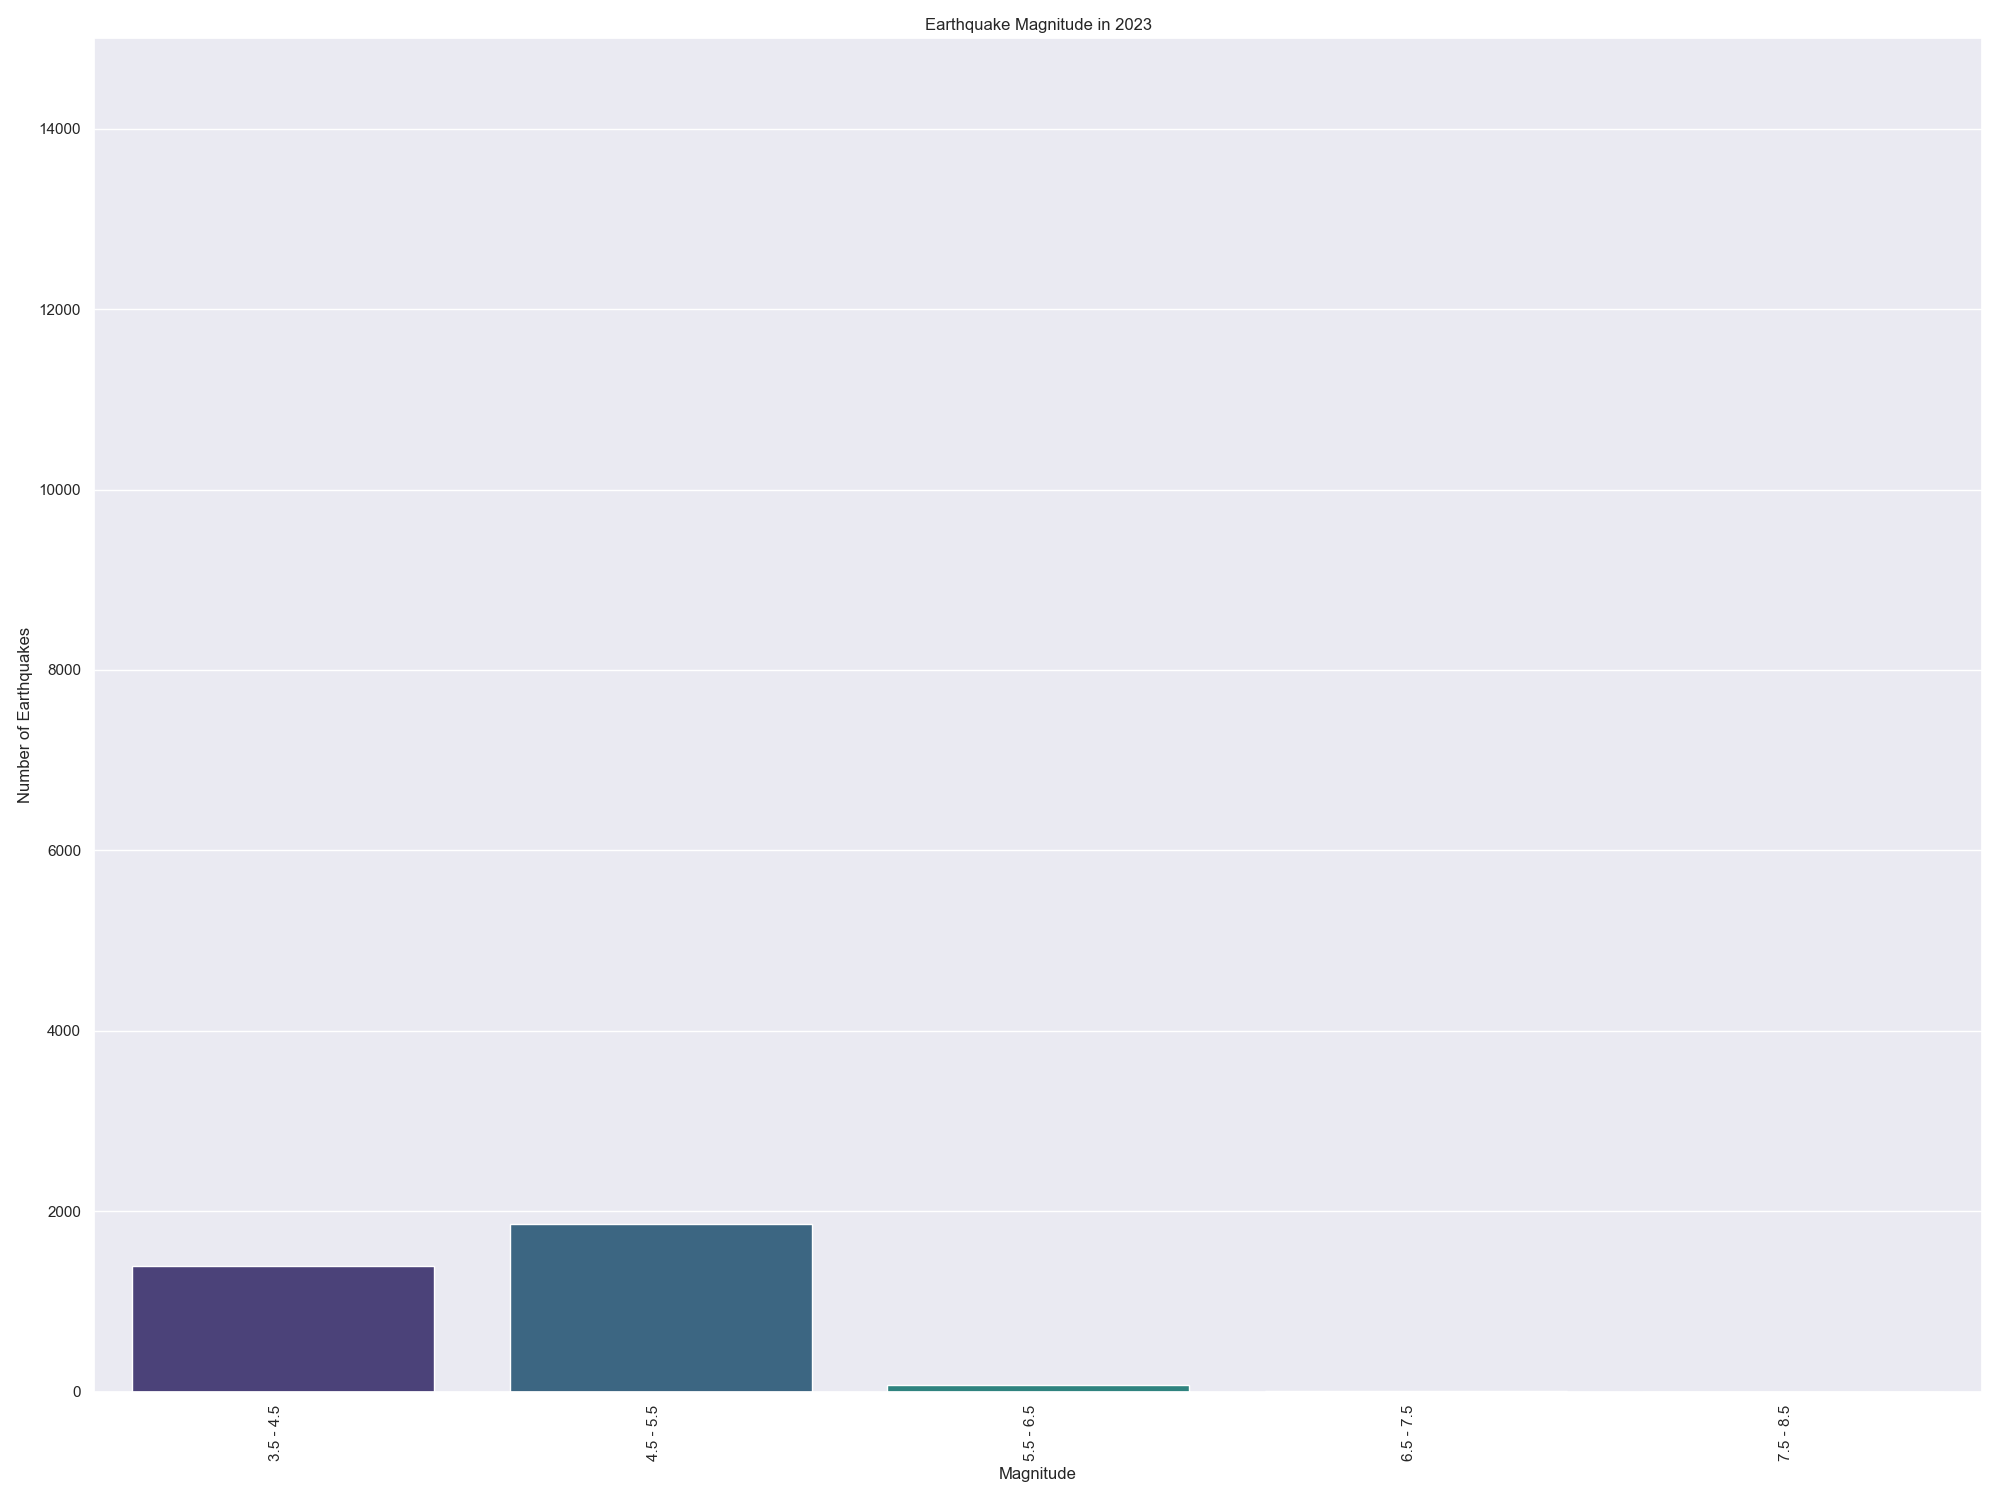 Earthquake Magnitude in 2023
14000
12000
10000
8000
6000
4000
2000
0
Number of Earthquakes
3.5 - 4.5
4.5 - 5.5
5.5 - 6.5
6.5 - 7.5
7.5 - 8.5
Magnitude